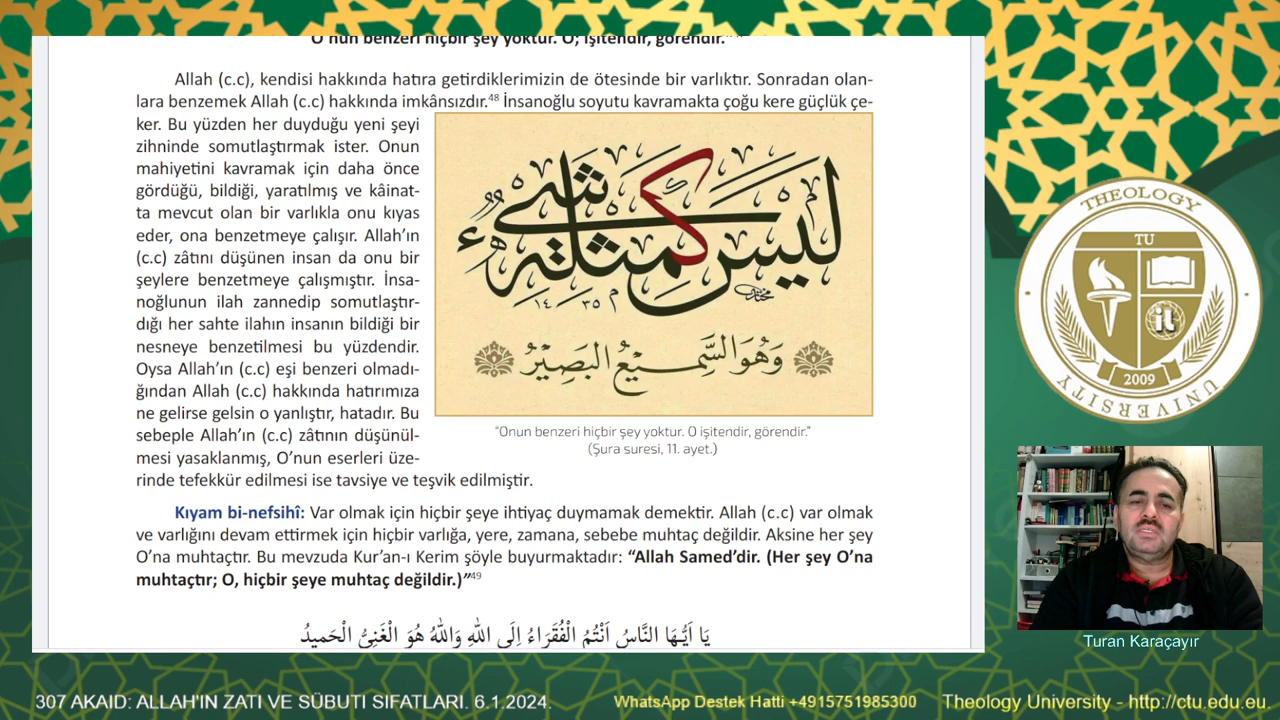 O'nun benzeri hiçbir şey yoktur. O; işitendir, görendir."
Allah (c.c), kendisi hakkında hatıra getirdiklerimizin de ötesinde bir varlıktır. Sonradan olan-
lara benzemek Allah (c.c) hakkında imkânsızdır.48 İnsanoğlu soyutu kavramakta çoğu kere güçlük çe-
ker. Bu yüzden her duyduğu yeni şeyi
zihninde somutlaştırmak ister. Onun
mahiyetini kavramak için daha önce
gördüğü, bildiği, yaratılmış ve kâinat-
ta mevcut olan bir varlıkla onu kıyas
eder, ona benzetmeye çalışır. Allah'ın
(c.c) zâtını düşünen insan da onu bir
şeylere benzetmeye çalışmıştır. İnsa-
noğlunun ilah zannedip somutlaştır-
dığı her sahte ilahın insanın bildiği bir
nesneye benzetilmesi bu yüzdendir.
Oysa Allah'ın (c.c) eşi benzeri olmadı-
ğından Allah (c.c) hakkında hatırımıza
ne gelirse gelsin o yanlıştır, hatadır. Bu
sebeple Allah'ın (c.c) zâtının düşünül-
mesi yasaklanmış, O'nun eserleri üze-
rinde tefekkür edilmesi ise tavsiye ve teşvik edilmiştir.
ليس كمثله شيء
١٤٣٥ م
وَهُوَ السَّمِيعُ الْبَصِيرُ
"Onun benzeri hiçbir şey yoktur. O işitendir, görendir."
(Şura suresi, 11. ayet.)
Kıyam bi-nefsihî: Var olmak için hiçbir şeye ihtiyaç duymamak demektir. Allah (c.c) var olmak
ve varlığını devam ettirmek için hiçbir varlığa, yere, zamana, sebebe muhtaç değildir. Aksine her şey
O'na muhtaçtır. Bu mevzuda Kur'an-ı Kerim şöyle buyurmaktadır: "Allah Samed'dir. (Her şey O'na
muhtaçtır; O, hiçbir şeye muhtaç değildir.)"49
يَا اَيُّهَا النَّاسُ اَنْتُمُ الْفُقَرَاءُ اِلَى اللّٰهِ وَاللّٰهُ هُوَ الْغَنِيُّ الْحَمِيدُ
THEOLOGY
TU
2009
UNIVERSITY
Turan Karaçayır
307 AKAID: ALLAH'IN ZATI VE SÜBUTI SIFATLARI. 6.1.2024.
WhatsApp Destek Hatti +4915751985300
Theology University - http://ctu.edu.eu.